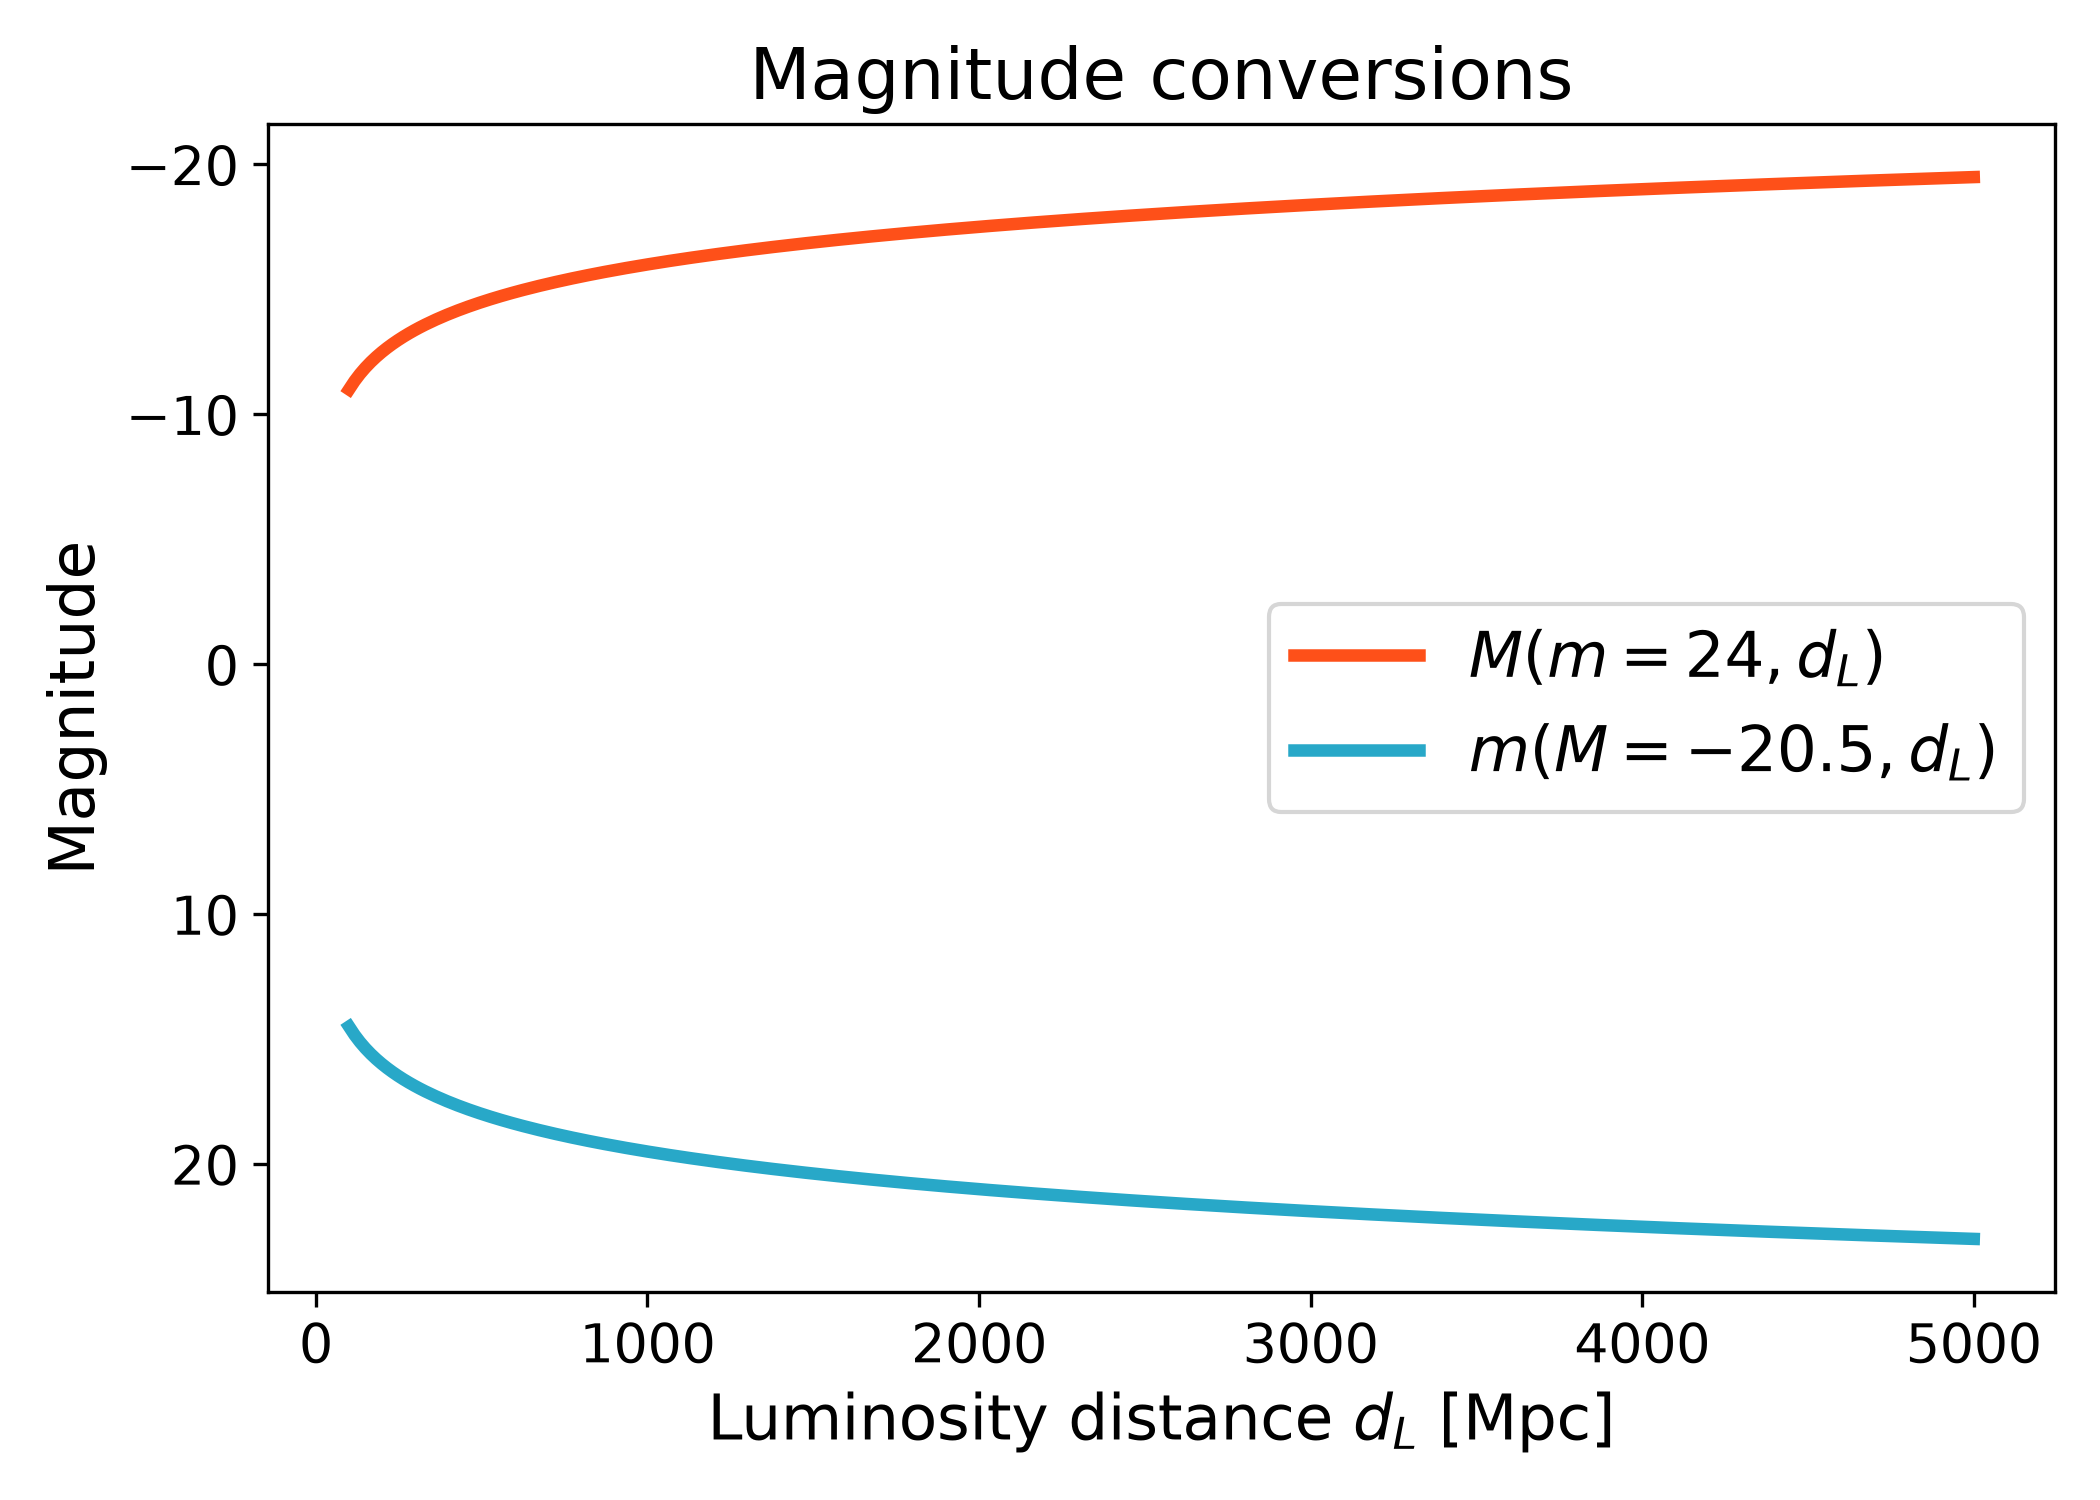 Magnitude conversions
−20
−10
0
10
20
Magnitude
M(m = 24, d_L)
m(M = −20.5, d_L)
0 1000 2000 3000 4000 5000
Luminosity distance d_L [Mpc]